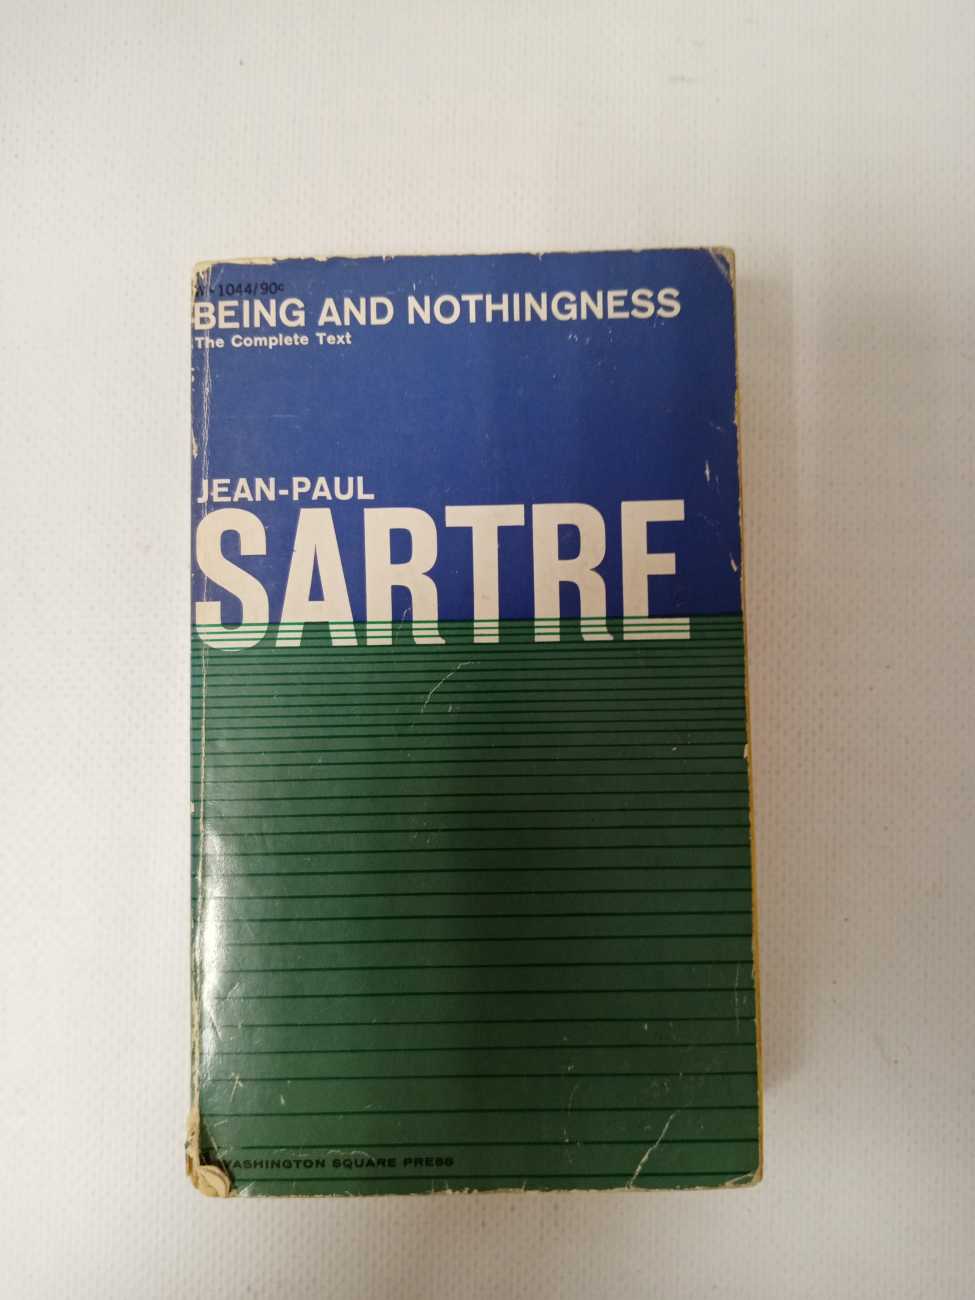 W•1044/90¢
BEING AND NOTHINGNESS
The Complete Text
JEAN-PAUL
SARTRE
WASHINGTON SQUARE PRESS